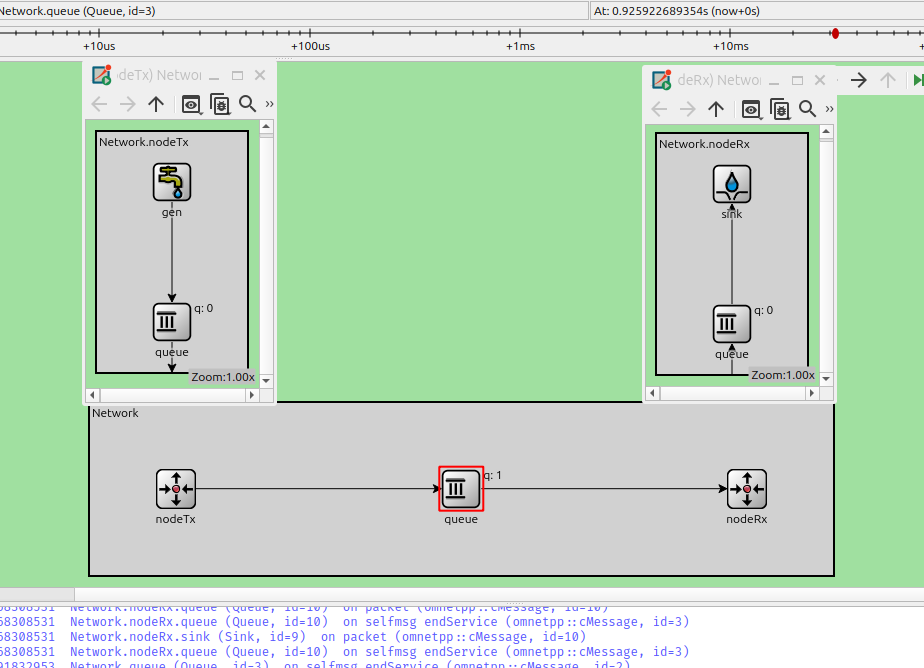 Network.queue (Queue, id=3)
At: 0.925922689354s (now+0s)
+10us
+100us
+1ms
+10ms
deTx) Networ
deRx) Networ
Network.nodeTx
gen
q: 0
queue
Zoom:1.00x
Network.nodeRx
sink
q: 0
queue
Zoom:1.00x
Network
q: 1
nodeTx
queue
nodeRx
68308531 Network.nodeRx.queue (Queue, id=10) on packet (omnetpp::cMessage, id=10)
68308531 Network.nodeRx.queue (Queue, id=10) on selfmsg endService (omnetpp::cMessage, id=3)
68308531 Network.nodeRx.sink (Sink, id=9) on packet (omnetpp::cMessage, id=10)
68308531 Network.nodeRx.queue (Queue, id=10) on selfmsg endService (omnetpp::cMessage, id=3)
91832953 Network.queue (Queue, id=3) on selfmsg endService (omnetpp::cMessage, id=2)